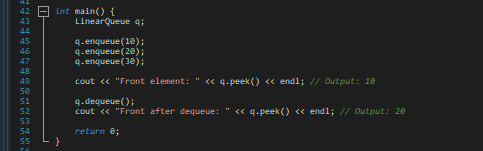 41
42 int main() {
43 LinearQueue q;
44
45 q.enqueue(10);
46 q.enqueue(20);
47 q.enqueue(30);
48
49 cout << "Front element: " << q.peek() << endl; // Output: 10
50
51 q.dequeue();
52 cout << "Front after dequeue: " << q.peek() << endl; // Output: 20
53
54 return 0;
55 }
56